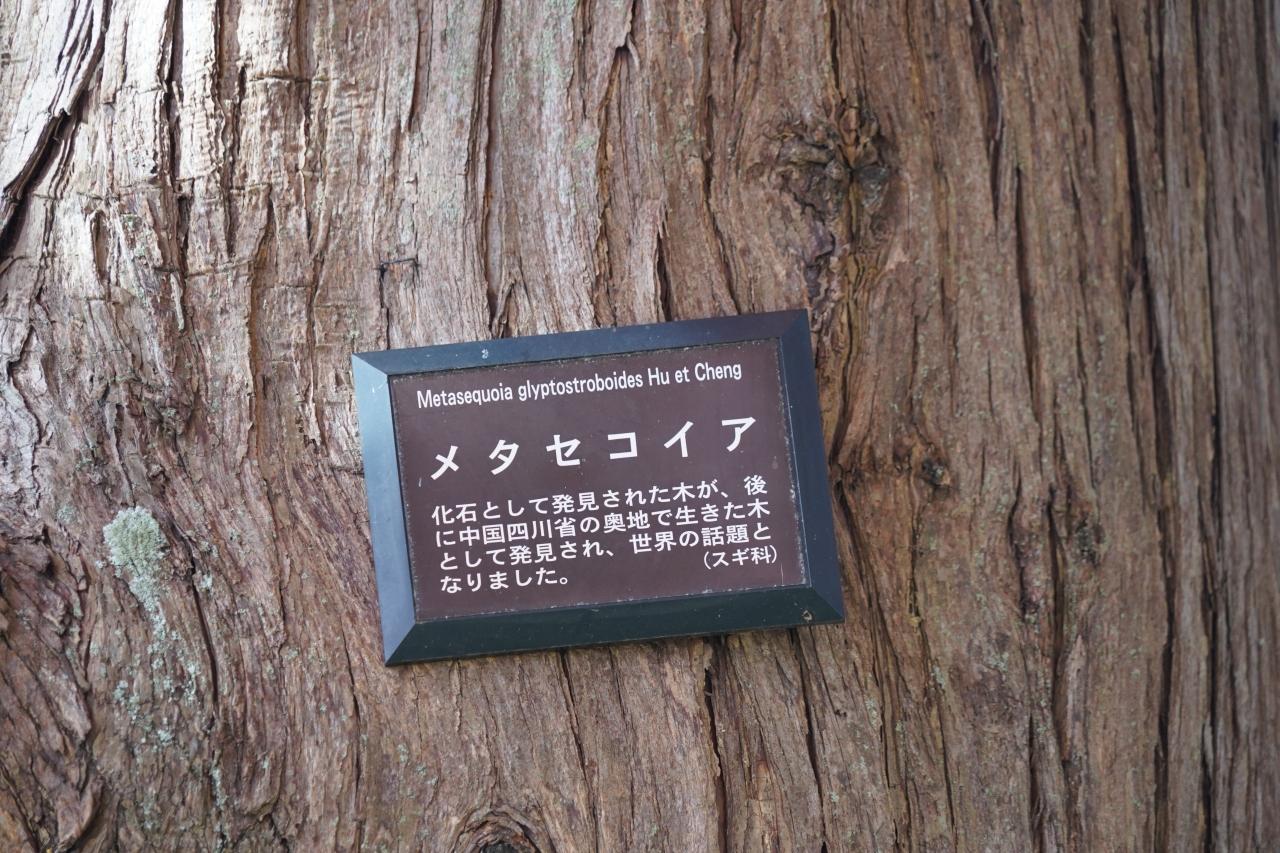 Metasequoia glyptostroboides Hu et Cheng
メタセコイア
化石として発見された木が、後
に中国四川省の奥地で生きた木
として発見され、世界の話題と
なりました。
（スギ科）